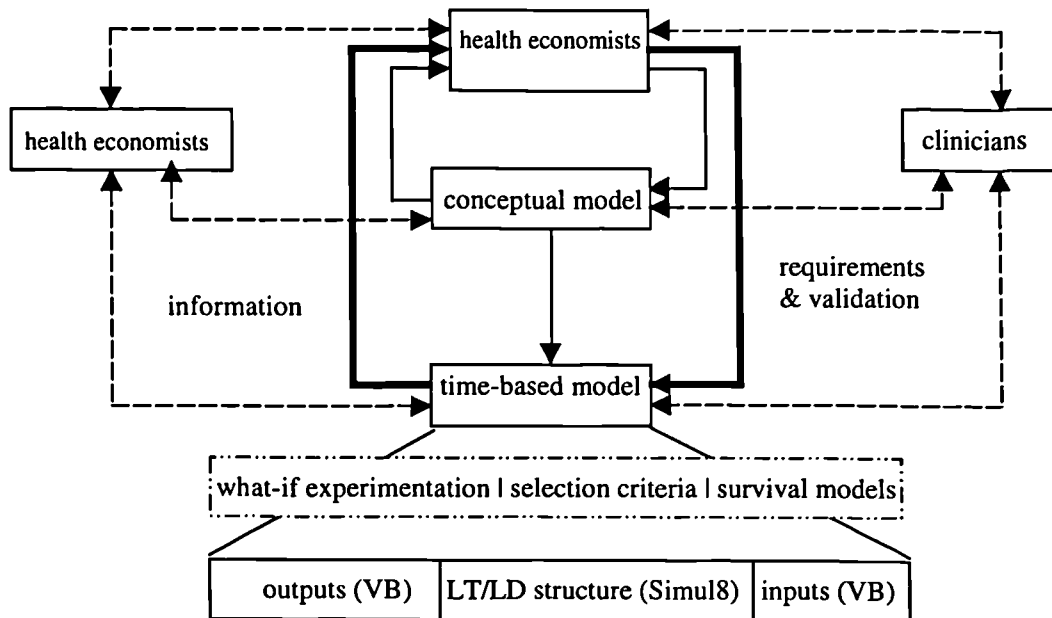 health economists
health economists
clinicians
conceptual model
information
requirements
& validation
time-based model
what-if experimentation | selection criteria | survival models
outputs (VB)
LT/LD structure (Simul8)
inputs (VB)